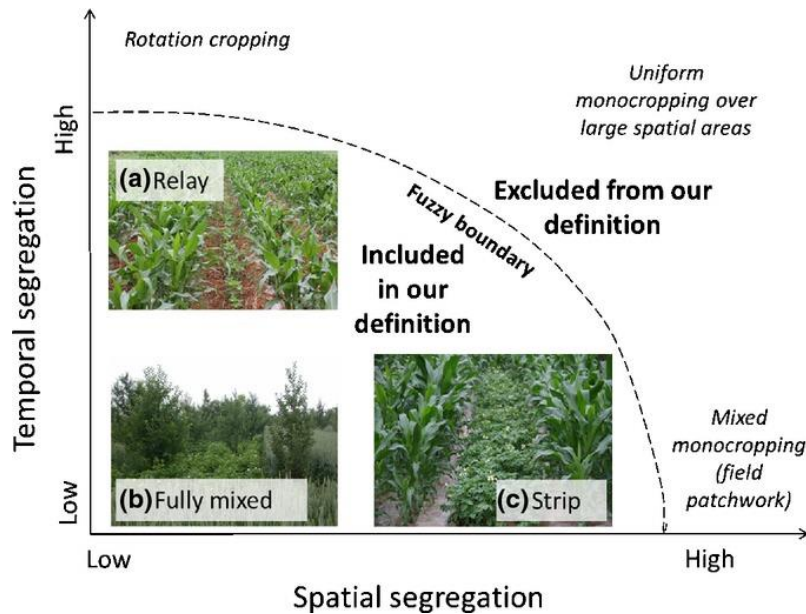 Rotation cropping
Uniform
monocropping over
large spatial areas
High
(a) Relay
Fuzzy boundary
Excluded from our
definition
Included
in our
definition
Temporal segregation
Mixed
monocropping
(field
patchwork)
Low
(b) Fully mixed
(c) Strip
Low
High
Spatial segregation